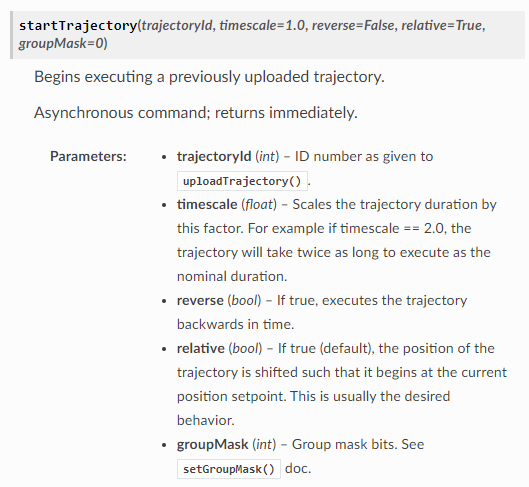 startTrajectory(trajectoryId, timescale=1.0, reverse=False, relative=True,
groupMask=0)
Begins executing a previously uploaded trajectory.
Asynchronous command; returns immediately.
Parameters:
• trajectoryId (int) – ID number as given to
uploadTrajectory() .
• timescale (float) – Scales the trajectory duration by
this factor. For example if timescale == 2.0, the
trajectory will take twice as long to execute as the
nominal duration.
• reverse (bool) – If true, executes the trajectory
backwards in time.
• relative (bool) – If true (default), the position of the
trajectory is shifted such that it begins at the current
position setpoint. This is usually the desired
behavior.
• groupMask (int) – Group mask bits. See
setGroupMask() doc.